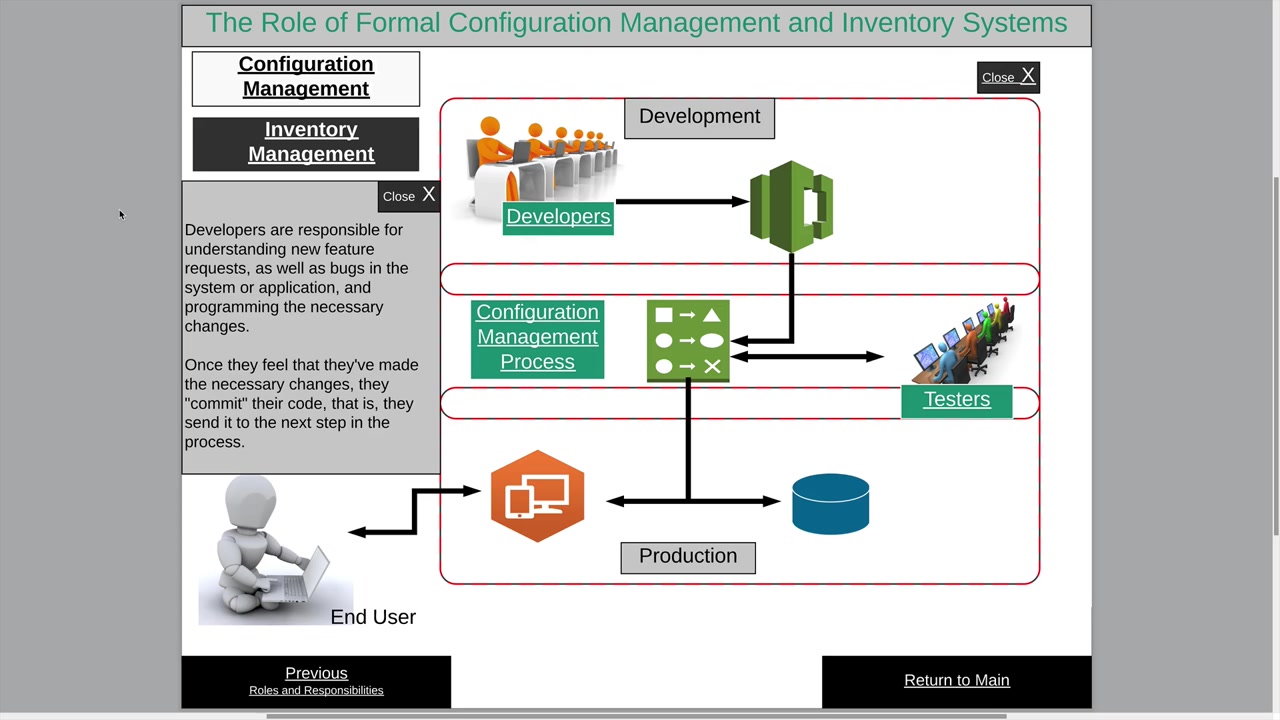 The Role of Formal Configuration Management and Inventory Systems
Configuration
Management
Inventory
Management
Close X
Close X
Developers are responsible for
understanding new feature
requests, as well as bugs in the
system or application, and
programming the necessary
changes.
Once they feel that they've made
the necessary changes, they
"commit" their code, that is, they
send it to the next step in the
process.
Development
Developers
Configuration
Management
Process
Testers
Production
End User
Previous
Roles and Responsibilities
Return to Main